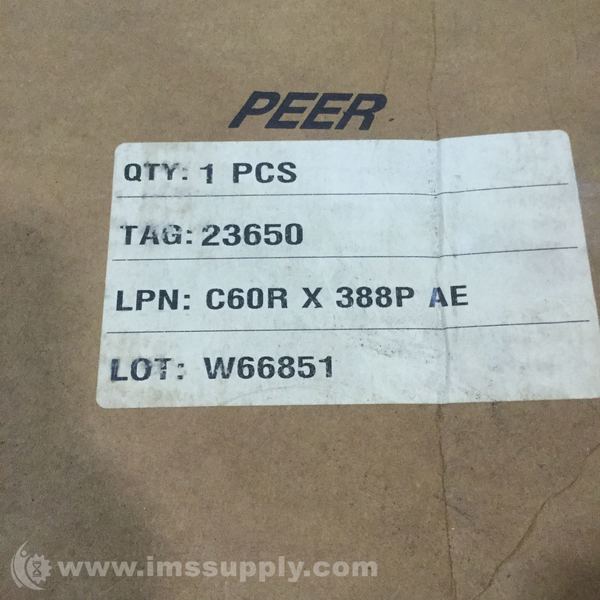 PEER
QTY: 1 PCS
TAG: 23650
LPN: C60R X 388P AE
LOT: W66851
www.imssupply.com